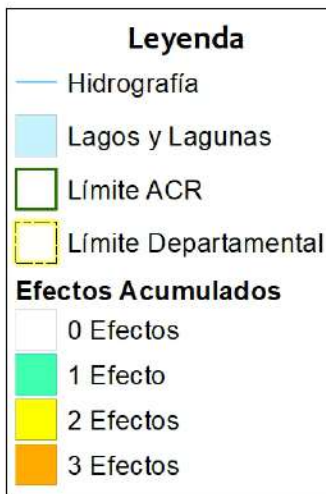 Leyenda
Hidrografía
Lagos y Lagunas
Límite ACR
Límite Departamental
Efectos Acumulados
0 Efectos
1 Efecto
2 Efectos
3 Efectos